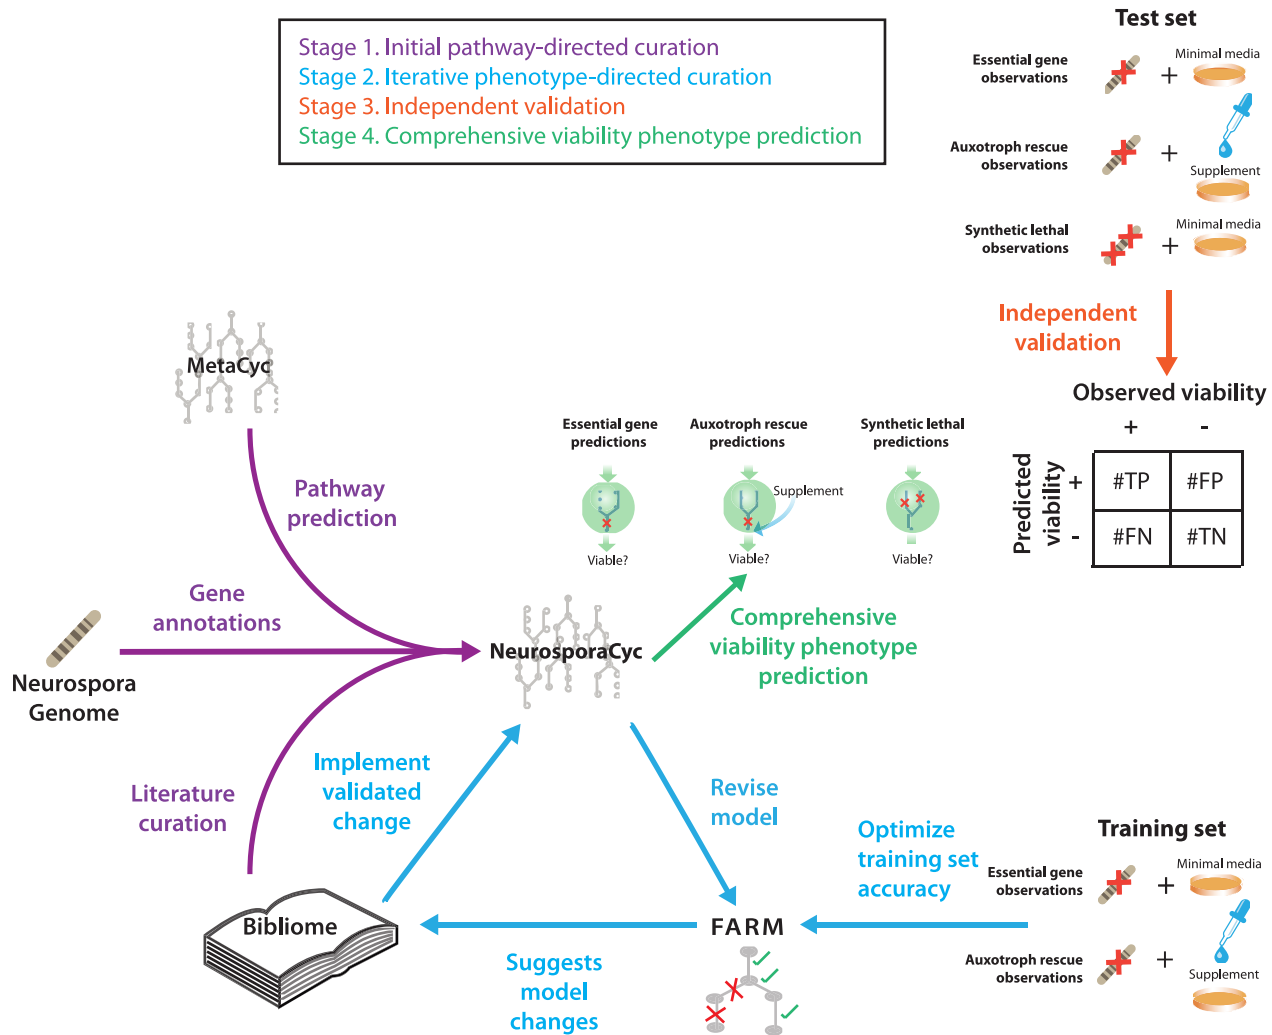 Stage 1. Initial pathway-directed curation
Stage 2. Iterative phenotype-directed curation
Stage 3. Independent validation
Stage 4. Comprehensive viability phenotype prediction
Test set
Essential gene
observations
+
Minimal media
Auxotroph rescue
observations
+
Supplement
Synthetic lethal
observations
+
Minimal media
Independent
validation
Observed viability
+ -
Predicted
viability
+ #TP #FP
- #FN #TN
MetaCyc
Pathway
prediction
Gene
annotations
Neurospora
Genome
Literature
curation
Essential gene
predictions
Viable?
Auxotroph rescue
predictions
Supplement
Viable?
Synthetic lethal
predictions
Viable?
NeurosporaCyc
Comprehensive
viability phenotype
prediction
Implement
validated
change
Revise
model
Bibliome
Suggests
model
changes
FARM
Optimize
training set
accuracy
Training set
Essential gene
observations
+
Minimal media
Auxotroph rescue
observations
+
Supplement